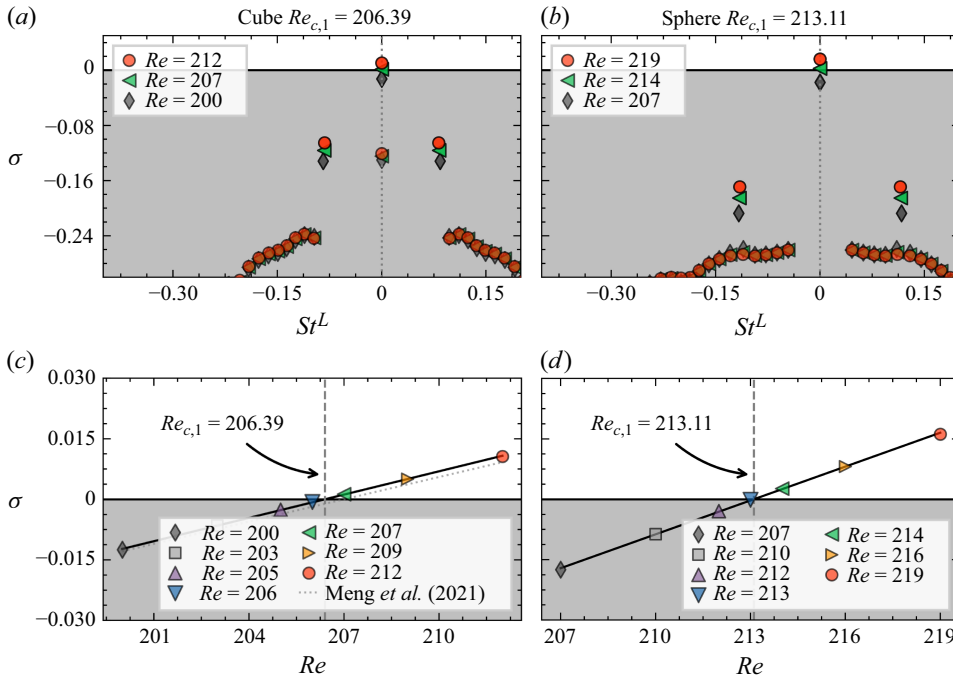 (a) Cube Re_{c,1} = 206.39
(b) Sphere Re_{c,1} = 213.11
Re = 212
Re = 207
Re = 200
0
−0.08
−0.16
−0.24
σ
−0.30 −0.15 0 0.15
St^L
Re = 219
Re = 214
Re = 207
−0.30 −0.15 0 0.15
St^L
(c)
0.030
0.015
0
−0.015
−0.030
σ
Re_{c,1} = 206.39
Re = 200
Re = 203
Re = 205
Re = 206
Re = 207
Re = 209
Re = 212
Meng et al. (2021)
201 204 207 210
Re
(d)
Re_{c,1} = 213.11
Re = 207
Re = 210
Re = 212
Re = 213
Re = 214
Re = 216
Re = 219
207 210 213 216 219
Re